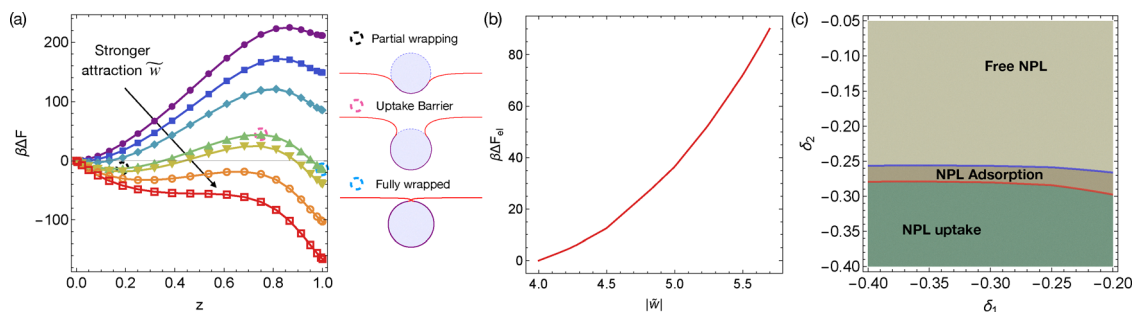 (a)
βΔF
200
100
0
−100
0.0
0.2
0.4
0.6
0.8
1.0
z
Stronger
attraction w̃
Partial wrapping
Uptake Barrier
Fully wrapped
(b)
βΔFel
80
60
40
20
0
4.0
4.5
5.0
5.5
|w̃|
(c)
δ2
−0.05
−0.10
−0.15
−0.20
−0.25
−0.30
−0.35
−0.40
Free NPL
NPL Adsorption
NPL uptake
−0.40
−0.35
−0.30
−0.25
−0.20
δ1